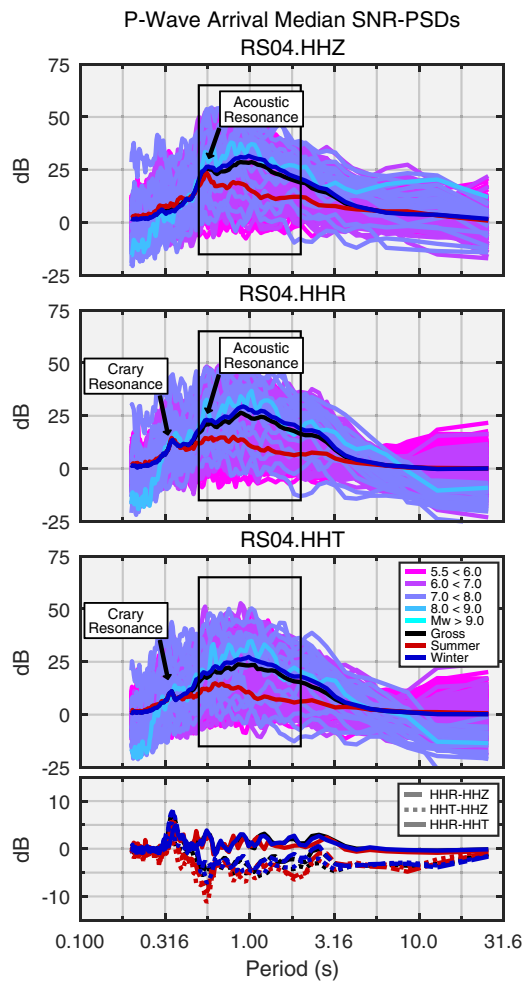 P-Wave Arrival Median SNR-PSDs
RS04.HHZ
75
50
25
0
-25
dB
Acoustic
Resonance
RS04.HHR
75
50
25
0
-25
dB
Crary
Resonance
Acoustic
Resonance
RS04.HHT
75
50
25
0
-25
dB
Crary
Resonance
5.5 < 6.0
6.0 < 7.0
7.0 < 8.0
8.0 < 9.0
Mw > 9.0
Gross
Summer
Winter
10
0
-10
dB
HHR-HHZ
HHT-HHZ
HHR-HHT
0.100 0.316 1.00 3.16 10.0 31.6
Period (s)